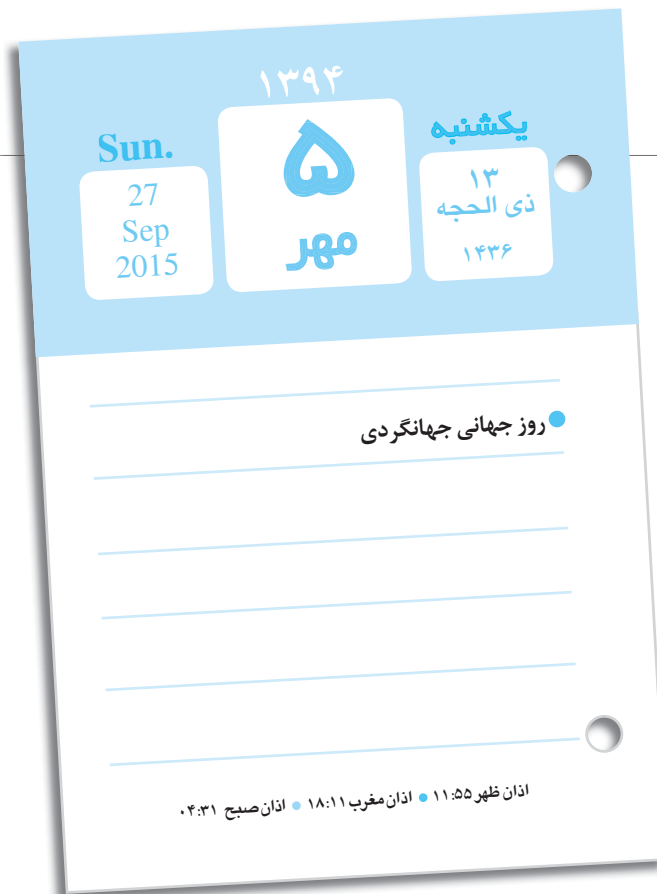 ۱۳۹۴
یکشنبه
۱۳
ذی الحجه
۱۴۳۶
۵
مهر
Sun.
27
Sep
2015
روز جهانی جهانگردی
اذان ظهر ۱۱:۵۵ ● اذان مغرب ۱۸:۱۱ ● اذان صبح ۰۴:۳۱